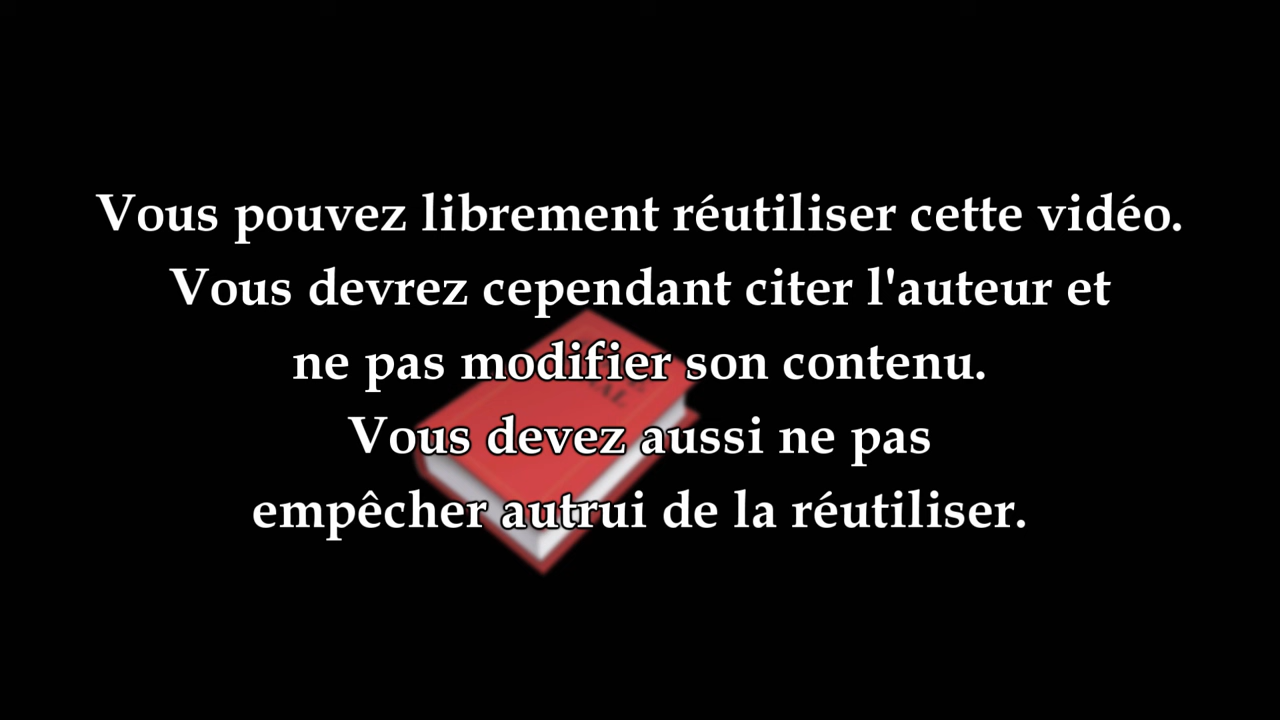 Vous pouvez librement réutiliser cette vidéo.
Vous devrez cependant citer l'auteur et
ne pas modifier son contenu.
Vous devez aussi ne pas
empêcher autrui de la réutiliser.